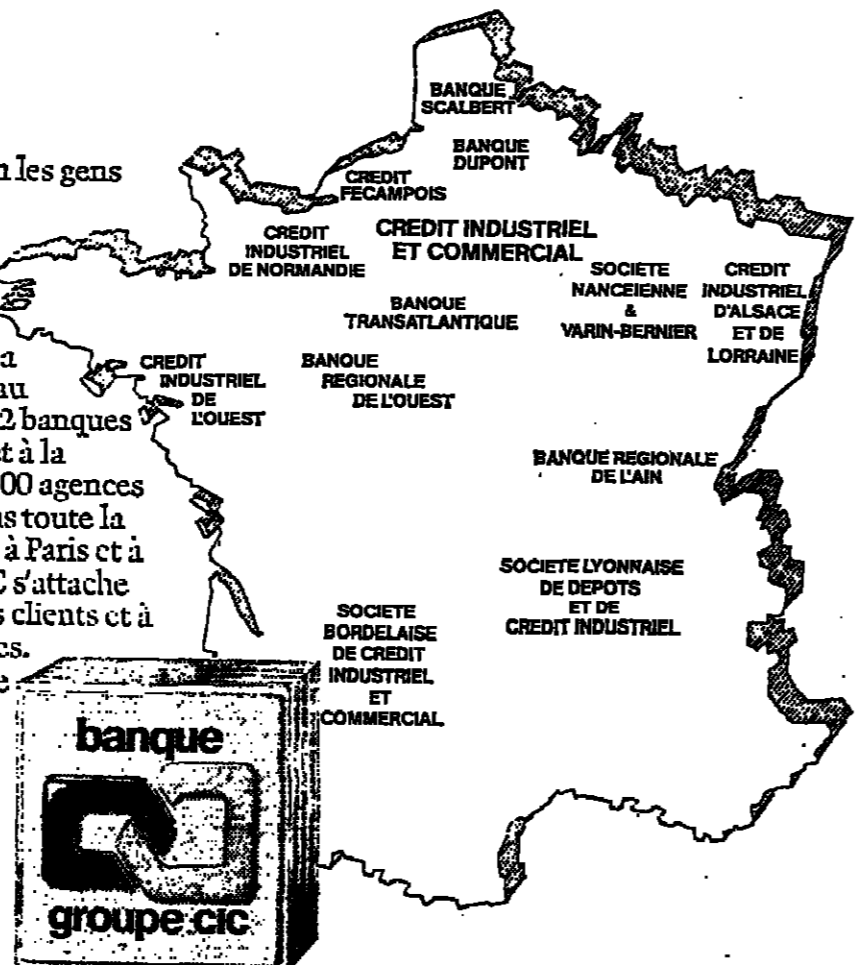 n les gens
a
au
2 banques
et à la
00 agences
ns toute la
à Paris et à
C s'attache
s clients et à
es.
e
BANQUE
SCALBERT
BANQUE
DUPONT
CREDIT
FECAMPOIS
CREDIT
INDUSTRIEL
DE NORMANDIE
CREDIT INDUSTRIEL
ET COMMERCIAL
SOCIETE
NANCEIENNE
&
VARIN-BERNIER
CREDIT
INDUSTRIEL
D'ALSACE
ET DE
LORRAINE
BANQUE
TRANSATLANTIQUE
CREDIT
INDUSTRIEL
DE
L'OUEST
BANQUE
REGIONALE
DE L'OUEST
BANQUE REGIONALE
DE L'AIN
SOCIETE LYONNAISE
DE DEPOTS
ET DE
CREDIT INDUSTRIEL
SOCIETE
BORDELAISE
DE CREDIT
INDUSTRIEL
ET
COMMERCIAL
banque
groupe cic